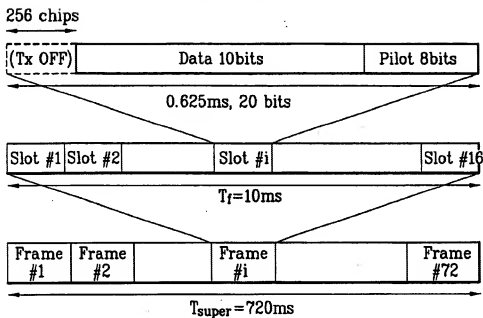 256 chips
(Tx OFF) Data 10bits Pilot 8bits
0.625ms, 20 bits
Slot #1 Slot #2 Slot #i Slot #16
Tf=10ms
Frame #1 Frame #2 Frame #i Frame #72
Tsuper=720ms